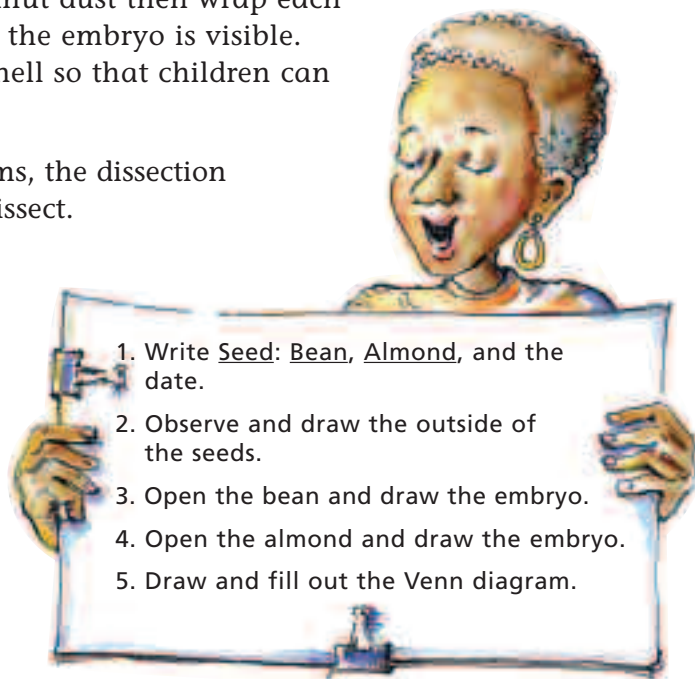 nut dust then wrap each
the embryo is visible.
hell so that children can
ms, the dissection
issect.
1. Write Seed: Bean, Almond, and the
date.
2. Observe and draw the outside of
the seeds.
3. Open the bean and draw the embryo.
4. Open the almond and draw the embryo.
5. Draw and fill out the Venn diagram.